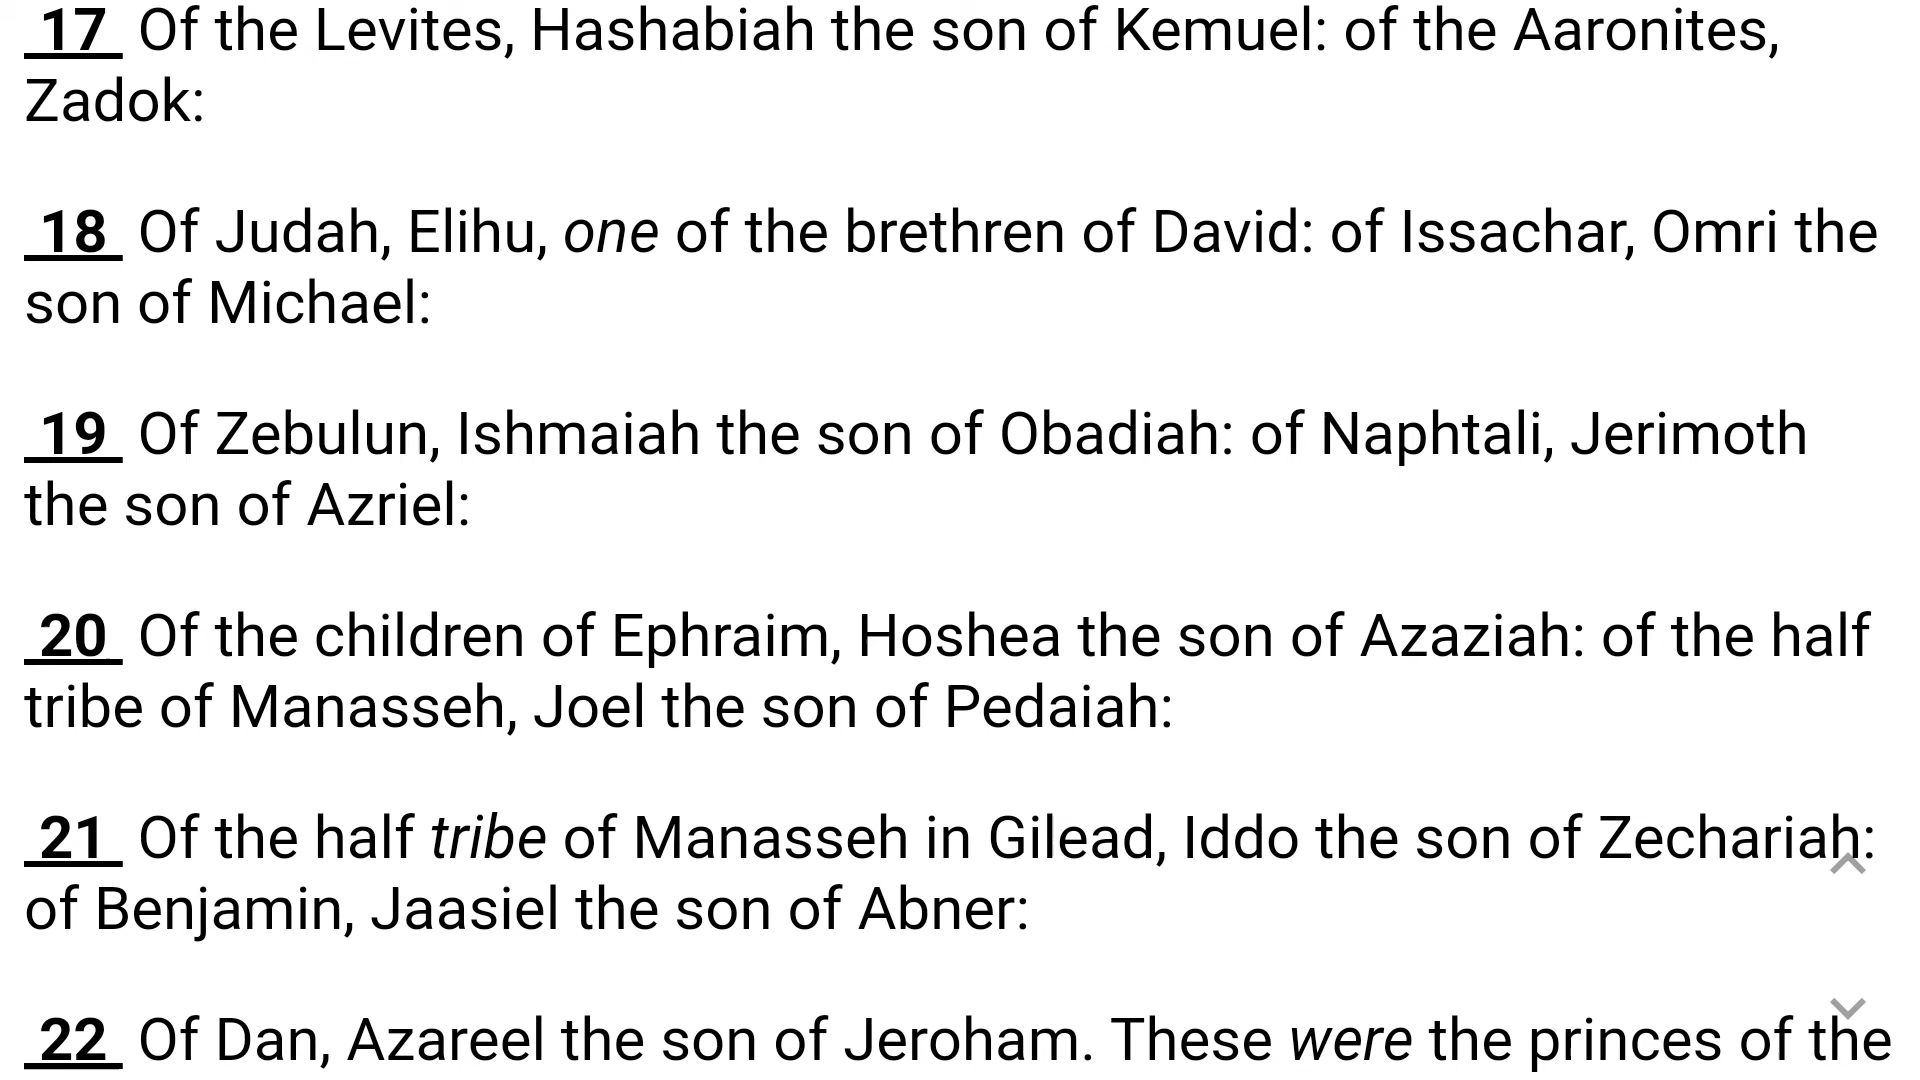 17 Of the Levites, Hashabiah the son of Kemuel: of the Aaronites,
Zadok:
18 Of Judah, Elihu, one of the brethren of David: of Issachar, Omri the
son of Michael:
19 Of Zebulun, Ishmaiah the son of Obadiah: of Naphtali, Jerimoth
the son of Azriel:
20 Of the children of Ephraim, Hoshea the son of Azaziah: of the half
tribe of Manasseh, Joel the son of Pedaiah:
21 Of the half tribe of Manasseh in Gilead, Iddo the son of Zechariah:
of Benjamin, Jaasiel the son of Abner:
22 Of Dan, Azareel the son of Jeroham. These were the princes of the